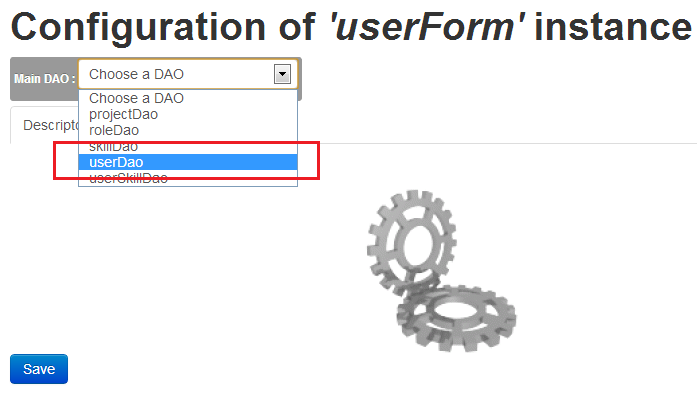 Configuration of 'userForm' instance
Main DAO : Choose a DAO
Choose a DAO
projectDao
roleDao
Descripto
skillDao
userDao
userSkillDao
Save